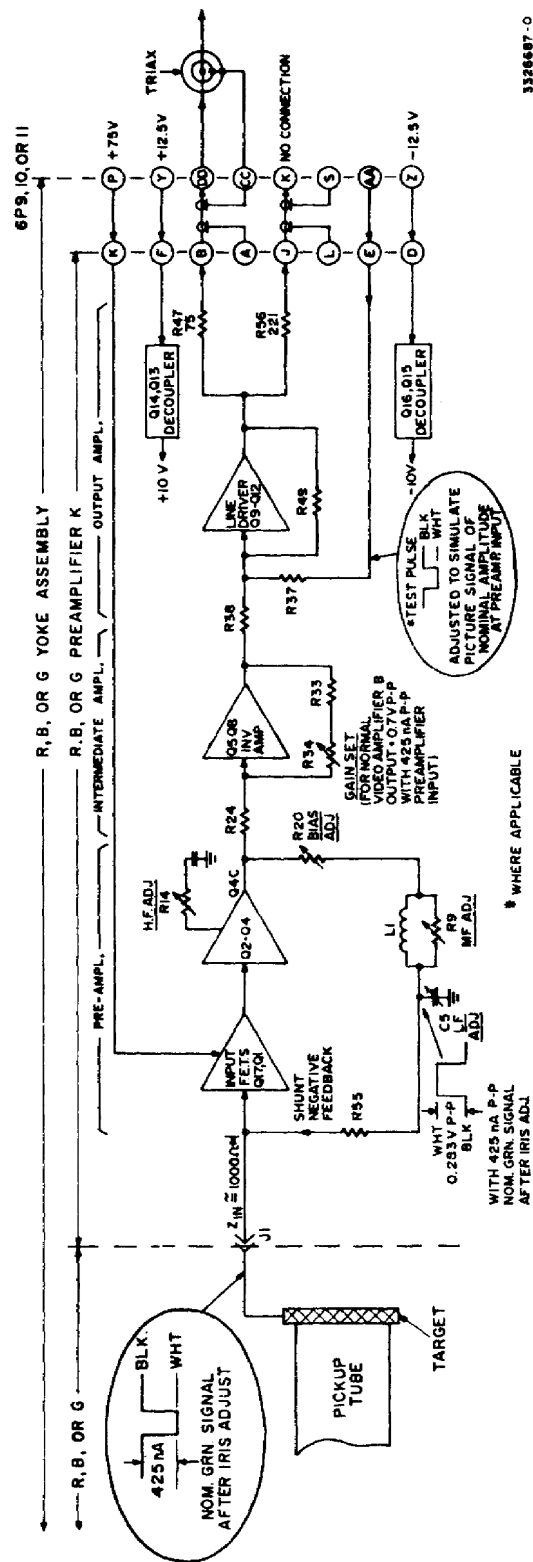 3328687-0
R, B, OR G YOKE ASSEMBLY
6P9, 10, OR 11
R, B, OR G
R.B, OR G PREAMPLIFIER K
PRE-AMPL.
INTERMEDIATE AMPL.
OUTPUT AMPL.
K
P
+75V
F
Y
+12.5V
B
DD
TRIAX
A
CC
J
K
NO CONNECTION
L
S
E
AA
D
Z
-12.5V
+10V
Q14,Q13
DECOUPLER
-10V
Q16,Q15
DECOUPLER
R47
75
R56
221
425 nA
BLK.
WHT
NOM. GRN SIGNAL
AFTER IRIS ADJUST
PICKUP
TUBE
TARGET
J1
Z IN ≅ 1000Ω*
INPUT
FETS
Q17,Q1
SHUNT
NEGATIVE
FEEDBACK
R55
H.F. ADJ
R14
Q2-Q4
Q4C
R24
R20
BIAS
ADJ
L1
R9
MF ADJ
C5
LF
ADJ
WHT
0.283V P-P
BLK
WITH 425 nA P-P
NOM. GRN. SIGNAL
AFTER IRIS ADJ.
Q5-Q8
INV
AMP
R34
R33
GAIN SET
(FOR NORMAL
VIDEO AMPLIFIER B
OUTPUT = 0.7V P-P
WITH 425 nA P-P
PREAMPLIFIER
INPUT)
R38
R37
LINE
DRIVER
Q9-Q12
R49
*TEST PULSE
BLK
WHT
ADJUSTED TO SIMULATE
PICTURE SIGNAL OF
NOMINAL AMPLITUDE
AT PREAMP. INPUT
* WHERE APPLICABLE